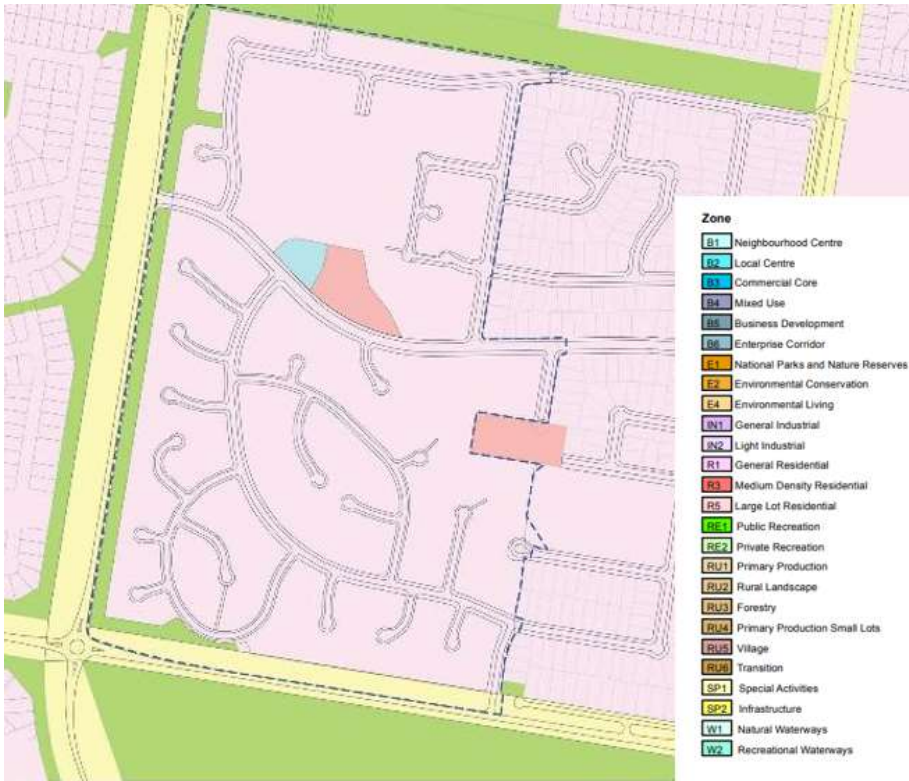 Zone
B1 Neighbourhood Centre
B2 Local Centre
B3 Commercial Core
B4 Mixed Use
B5 Business Development
B6 Enterprise Corridor
E1 National Parks and Nature Reserves
E2 Environmental Conservation
E4 Environmental Living
IN1 General Industrial
IN2 Light Industrial
R1 General Residential
R3 Medium Density Residential
R5 Large Lot Residential
RE1 Public Recreation
RE2 Private Recreation
RU1 Primary Production
RU2 Rural Landscape
RU3 Forestry
RU4 Primary Production Small Lots
RU5 Village
RU6 Transition
SP1 Special Activities
SP2 Infrastructure
W1 Natural Waterways
W2 Recreational Waterways